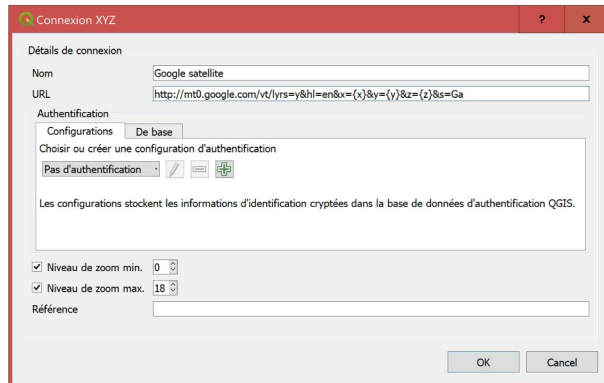 Connexion XYZ ? x
Détails de connexion
Nom Google satellite
URL http://mt0.google.com/vt/lyrs=y&hl=en&x={x}&y={y}&z={z}&s=Ga
Authentification
Configurations De base
Choisir ou créer une configuration d'authentification
Pas d'authentification
Les configurations stockent les informations d'identification cryptées dans la base de données d'authentification QGIS.
Niveau de zoom min. 0
Niveau de zoom max. 18
Référence
OK Cancel